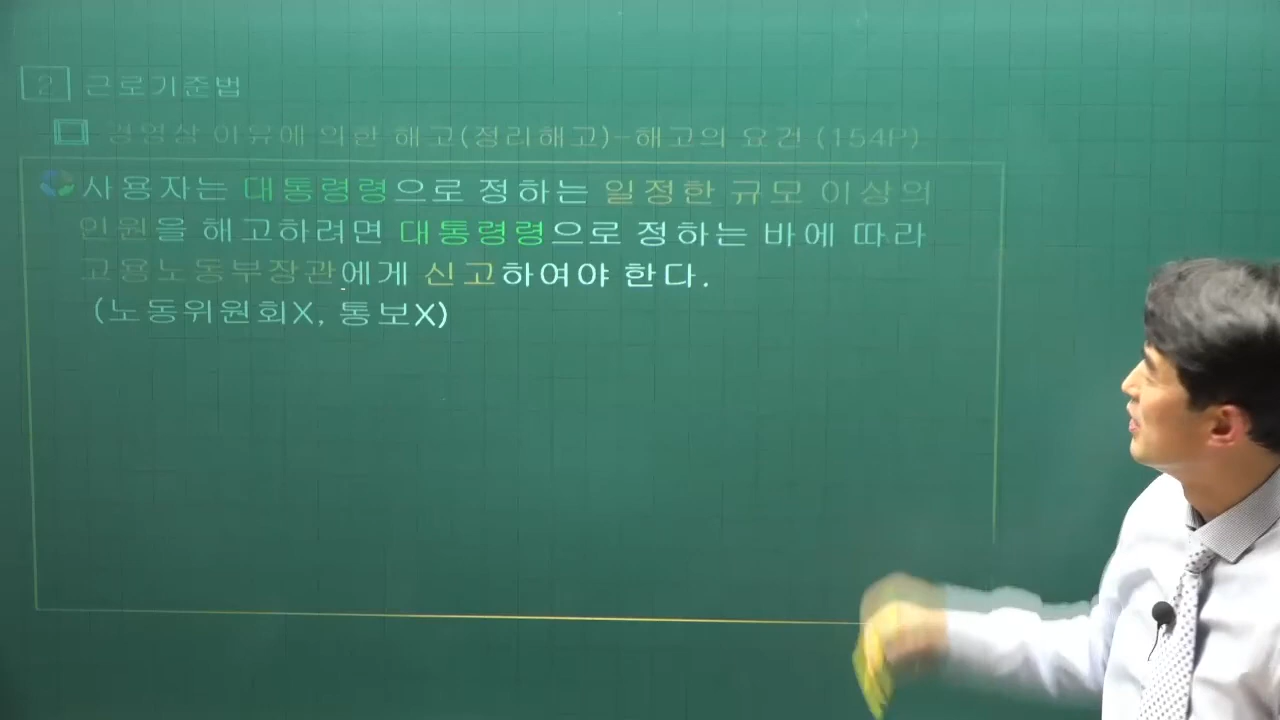 2 근로기준법
경영상 이유에 의한 해고(정리해고)-해고의 요건 (154P)
사용자는 대통령령으로 정하는 일정한 규모 이상의
인원을 해고하려면 대통령령으로 정하는 바에 따라
고용노동부장관에게 신고하여야 한다.
(노동위원회X, 통보X)